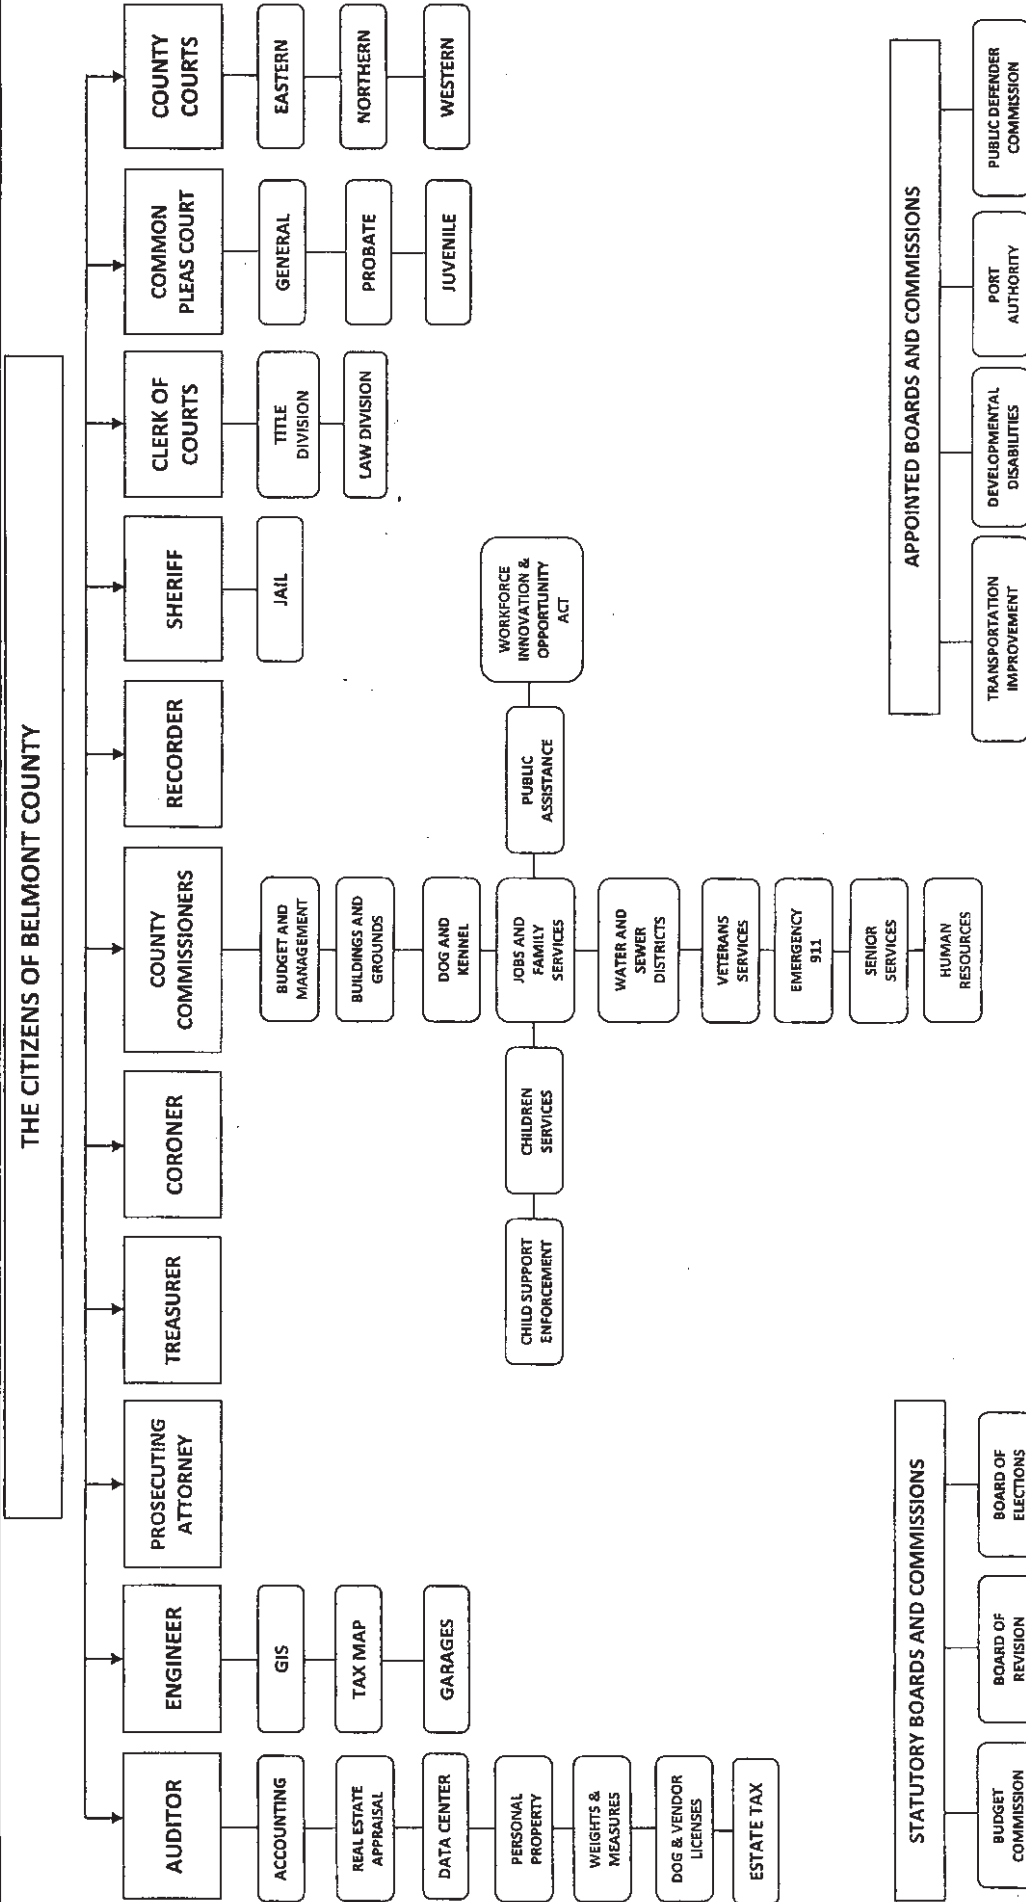 THE CITIZENS OF BELMONT COUNTY
AUDITOR
ENGINEER
PROSECUTING
ATTORNEY
TREASURER
CORONER
COUNTY
COMMISSIONERS
RECORDER
SHERIFF
CLERK OF
COURTS
COMMON
PLEAS COURT
COUNTY
COURTS
ACCOUNTING
REAL ESTATE
APPRAISAL
DATA CENTER
PERSONAL
PROPERTY
WEIGHTS &
MEASURES
DOG & VENDOR
LICENSES
ESTATE TAX
GIS
TAX MAP
GARAGES
BUDGET AND
MANAGEMENT
BUILDINGS AND
GROUNDS
DOG AND
KENNEL
CHILD SUPPORT
ENFORCEMENT
CHILDREN
SERVICES
JOBS AND
FAMILY
SERVICES
PUBLIC
ASSISTANCE
WORKFORCE
INNOVATION &
OPPORTUNITY
ACT
WATER AND
SEWER
DISTRICTS
VETERANS
SERVICES
EMERGENCY
911
SENIOR
SERVICES
HUMAN
RESOURCES
JAIL
TITLE
DIVISION
LAW DIVISION
GENERAL
PROBATE
JUVENILE
EASTERN
NORTHERN
WESTERN
STATUTORY BOARDS AND COMMISSIONS
BUDGET
COMMISSION
BOARD OF
REVISION
BOARD OF
ELECTIONS
APPOINTED BOARDS AND COMMISSIONS
TRANSPORTATION
IMPROVEMENT
DEVELOPMENTAL
DISABILITIES
PORT
AUTHORITY
PUBLIC DEFENDER
COMMISSION